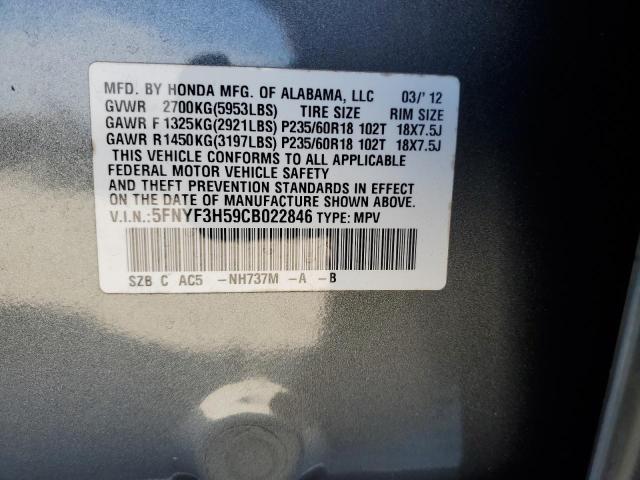 MFD. BY HONDA MFG. OF ALABAMA, LLC 03/'12
GVWR 2700KG(5953LBS) TIRE SIZE RIM SIZE
GAWR F 1325KG(2921LBS) P235/60R18 102T 18X7.5J
GAWR R1450KG(3197LBS) P235/60R18 102T 18X7.5J
THIS VEHICLE CONFORMS TO ALL APPLICABLE
FEDERAL MOTOR VEHICLE SAFETY
AND THEFT PREVENTION STANDARDS IN EFFECT
ON THE DATE OF MANUFACTURE SHOWN ABOVE.
V.I.N.:5FNYF3H59CB022846 TYPE: MPV
SZB C AC5 -NH737M -A -B